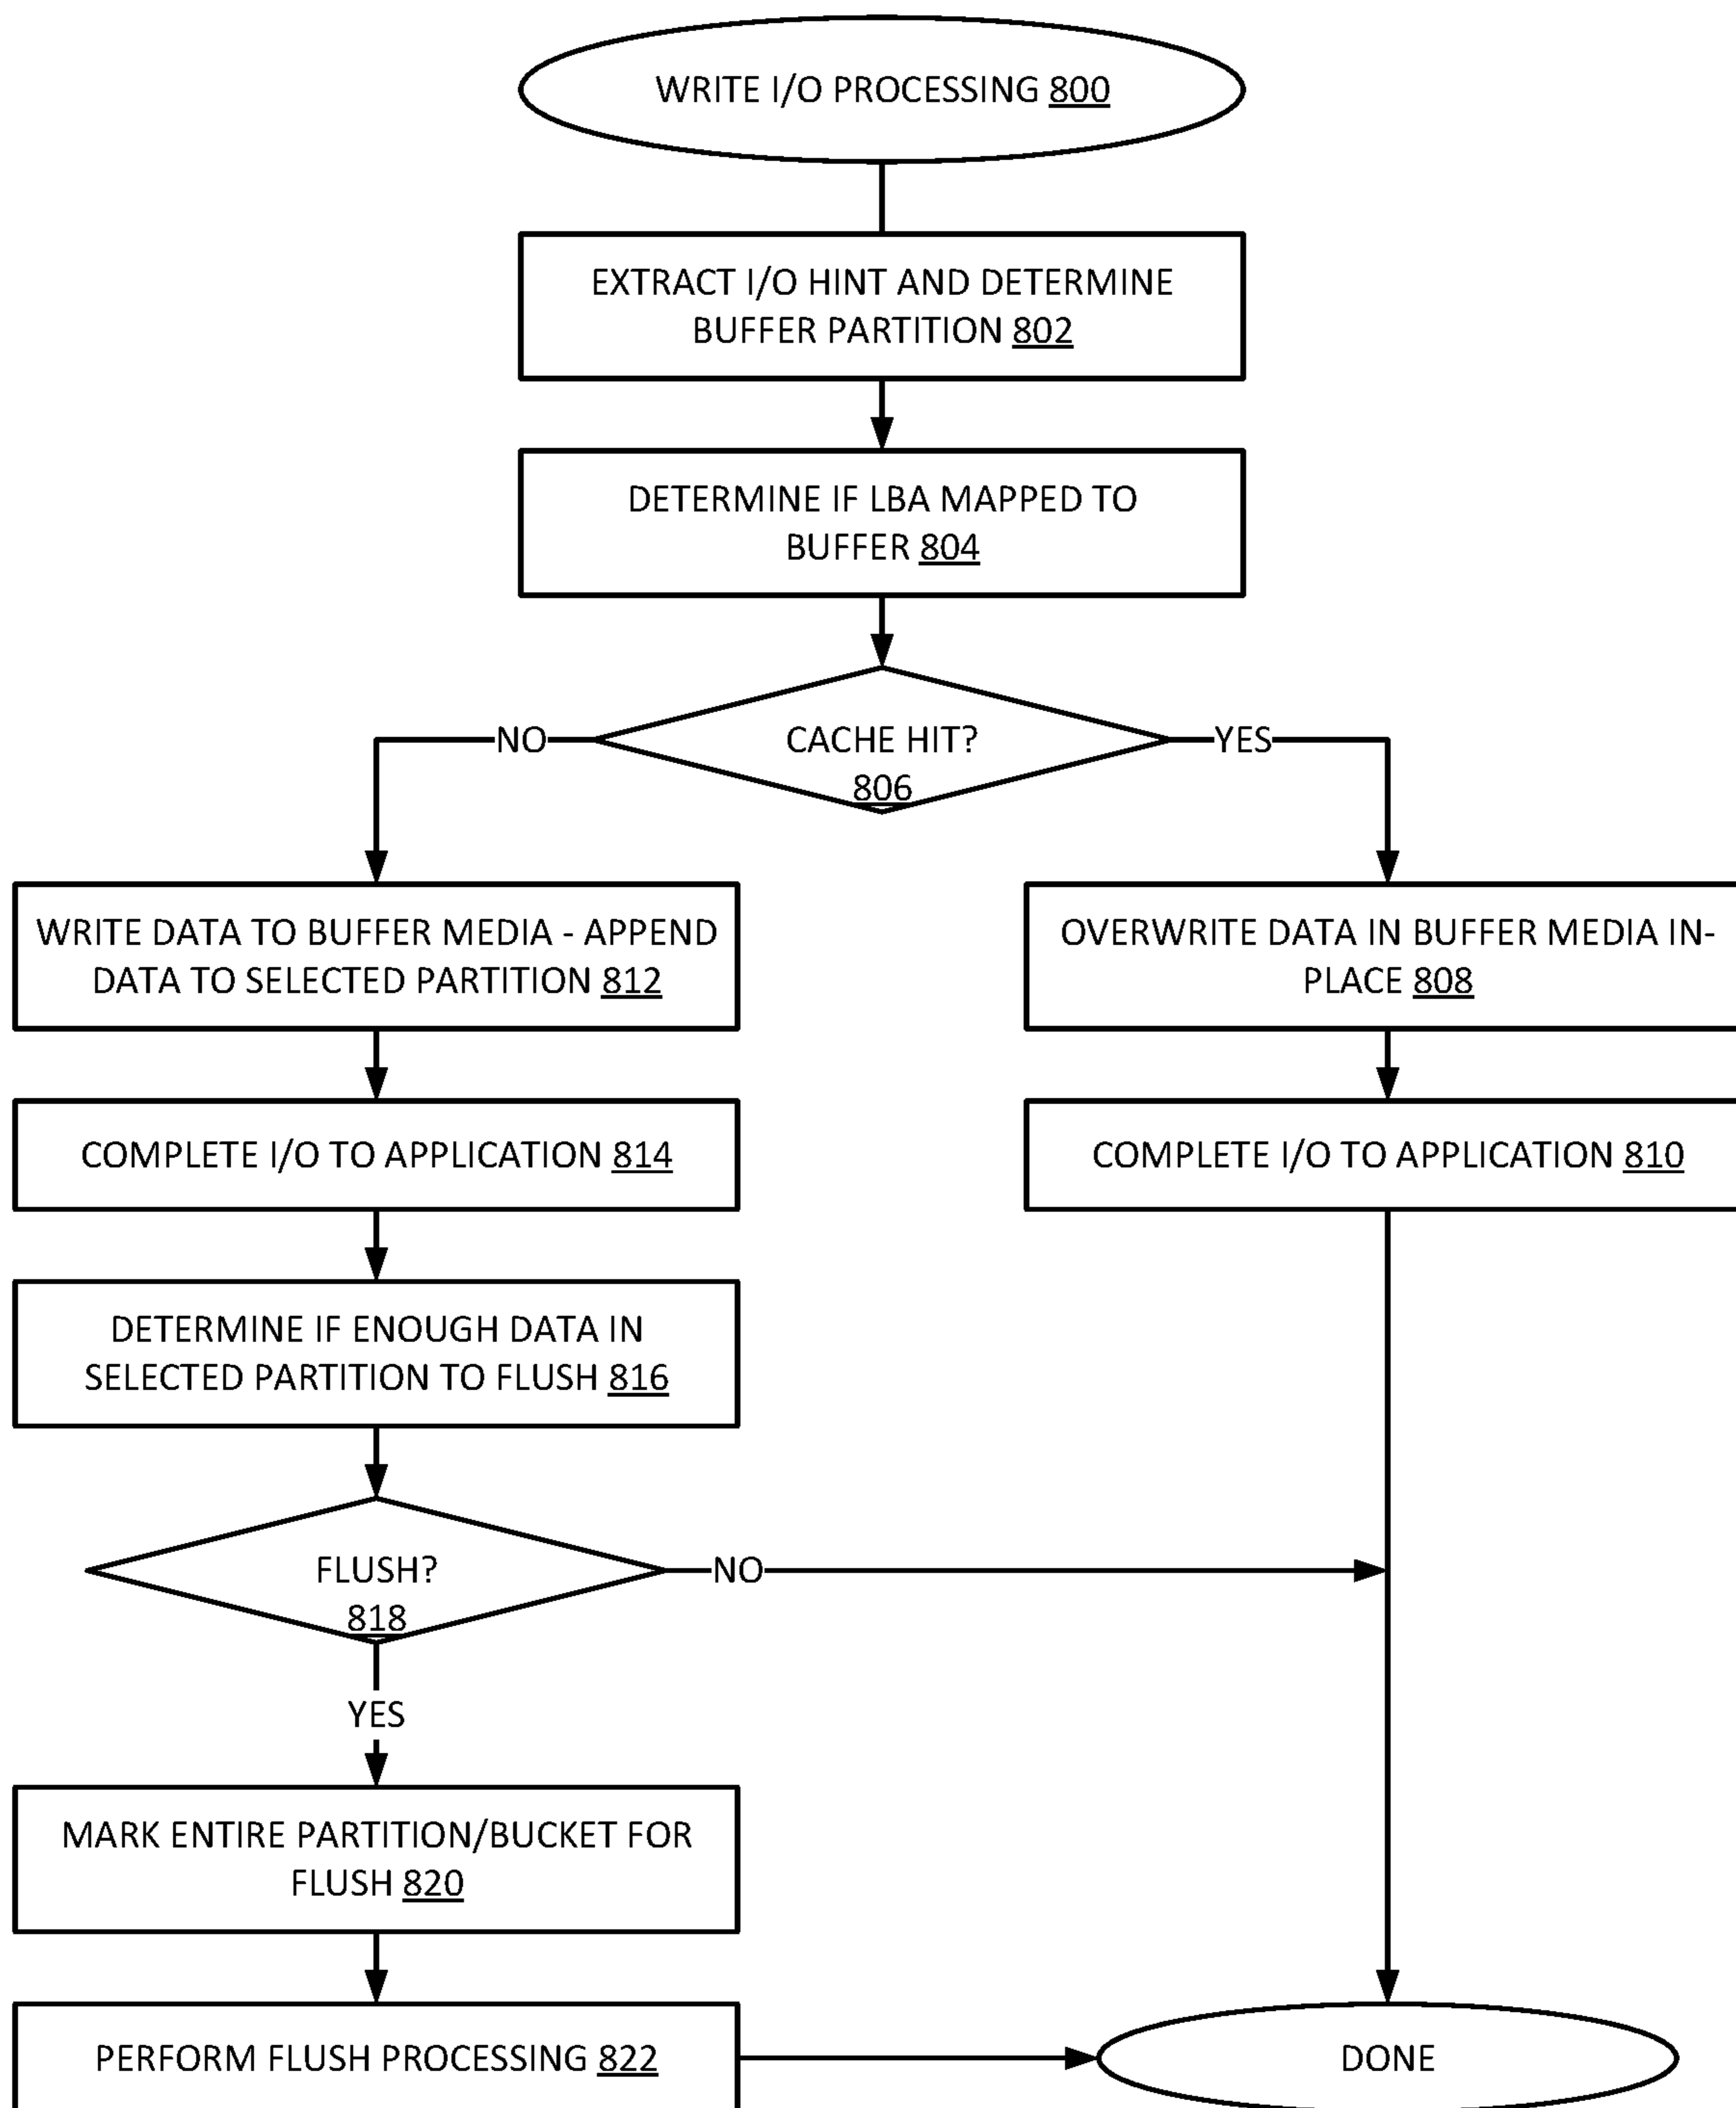 WRITE I/O PROCESSING 800
EXTRACT I/O HINT AND DETERMINE
BUFFER PARTITION 802
DETERMINE IF LBA MAPPED TO
BUFFER 804
CACHE HIT?
806
NO
YES
WRITE DATA TO BUFFER MEDIA - APPEND
DATA TO SELECTED PARTITION 812
OVERWRITE DATA IN BUFFER MEDIA IN-
PLACE 808
COMPLETE I/O TO APPLICATION 814
COMPLETE I/O TO APPLICATION 810
DETERMINE IF ENOUGH DATA IN
SELECTED PARTITION TO FLUSH 816
FLUSH?
818
NO
YES
MARK ENTIRE PARTITION/BUCKET FOR
FLUSH 820
PERFORM FLUSH PROCESSING 822
DONE